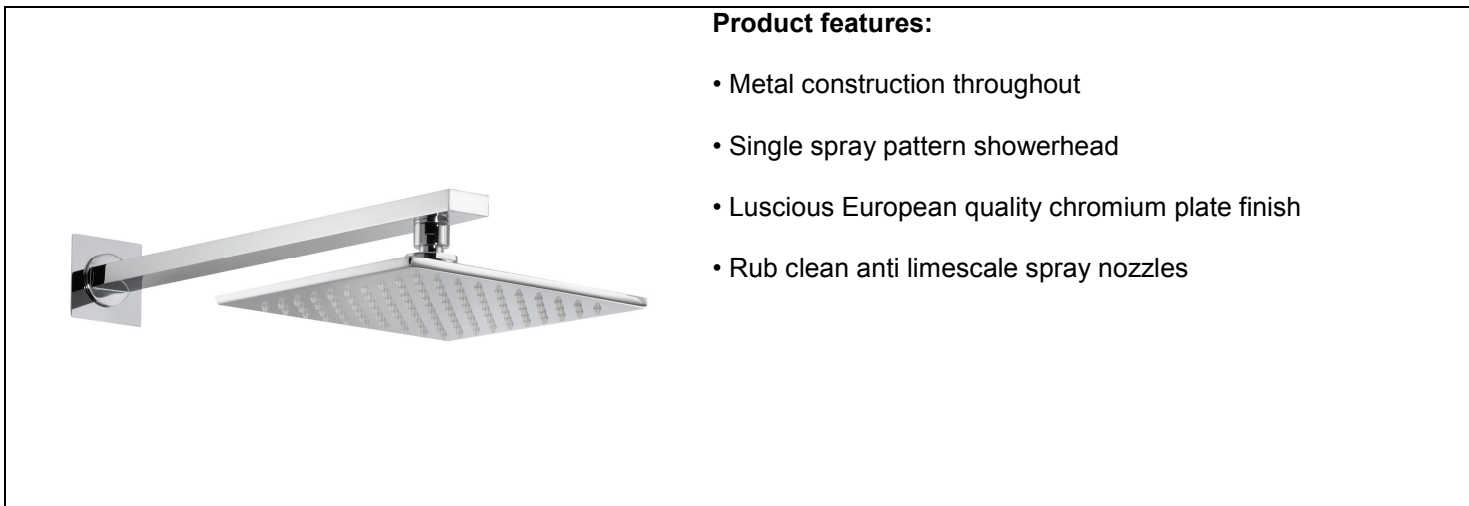 Product features:
• Metal construction throughout
• Single spray pattern showerhead
• Luscious European quality chromium plate finish
• Rub clean anti limescale spray nozzles